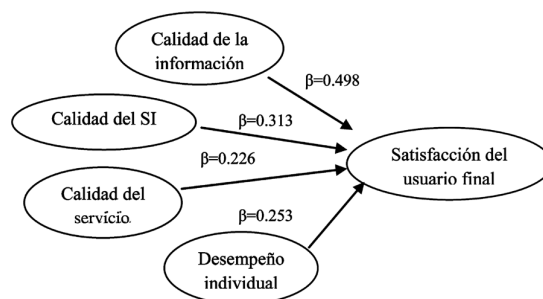 Calidad de la
información
β=0.498
Calidad del SI
β=0.313
Satisfacción del
usuario final
β=0.226
Calidad del
servício.
β=0.253
Desempeño
individual